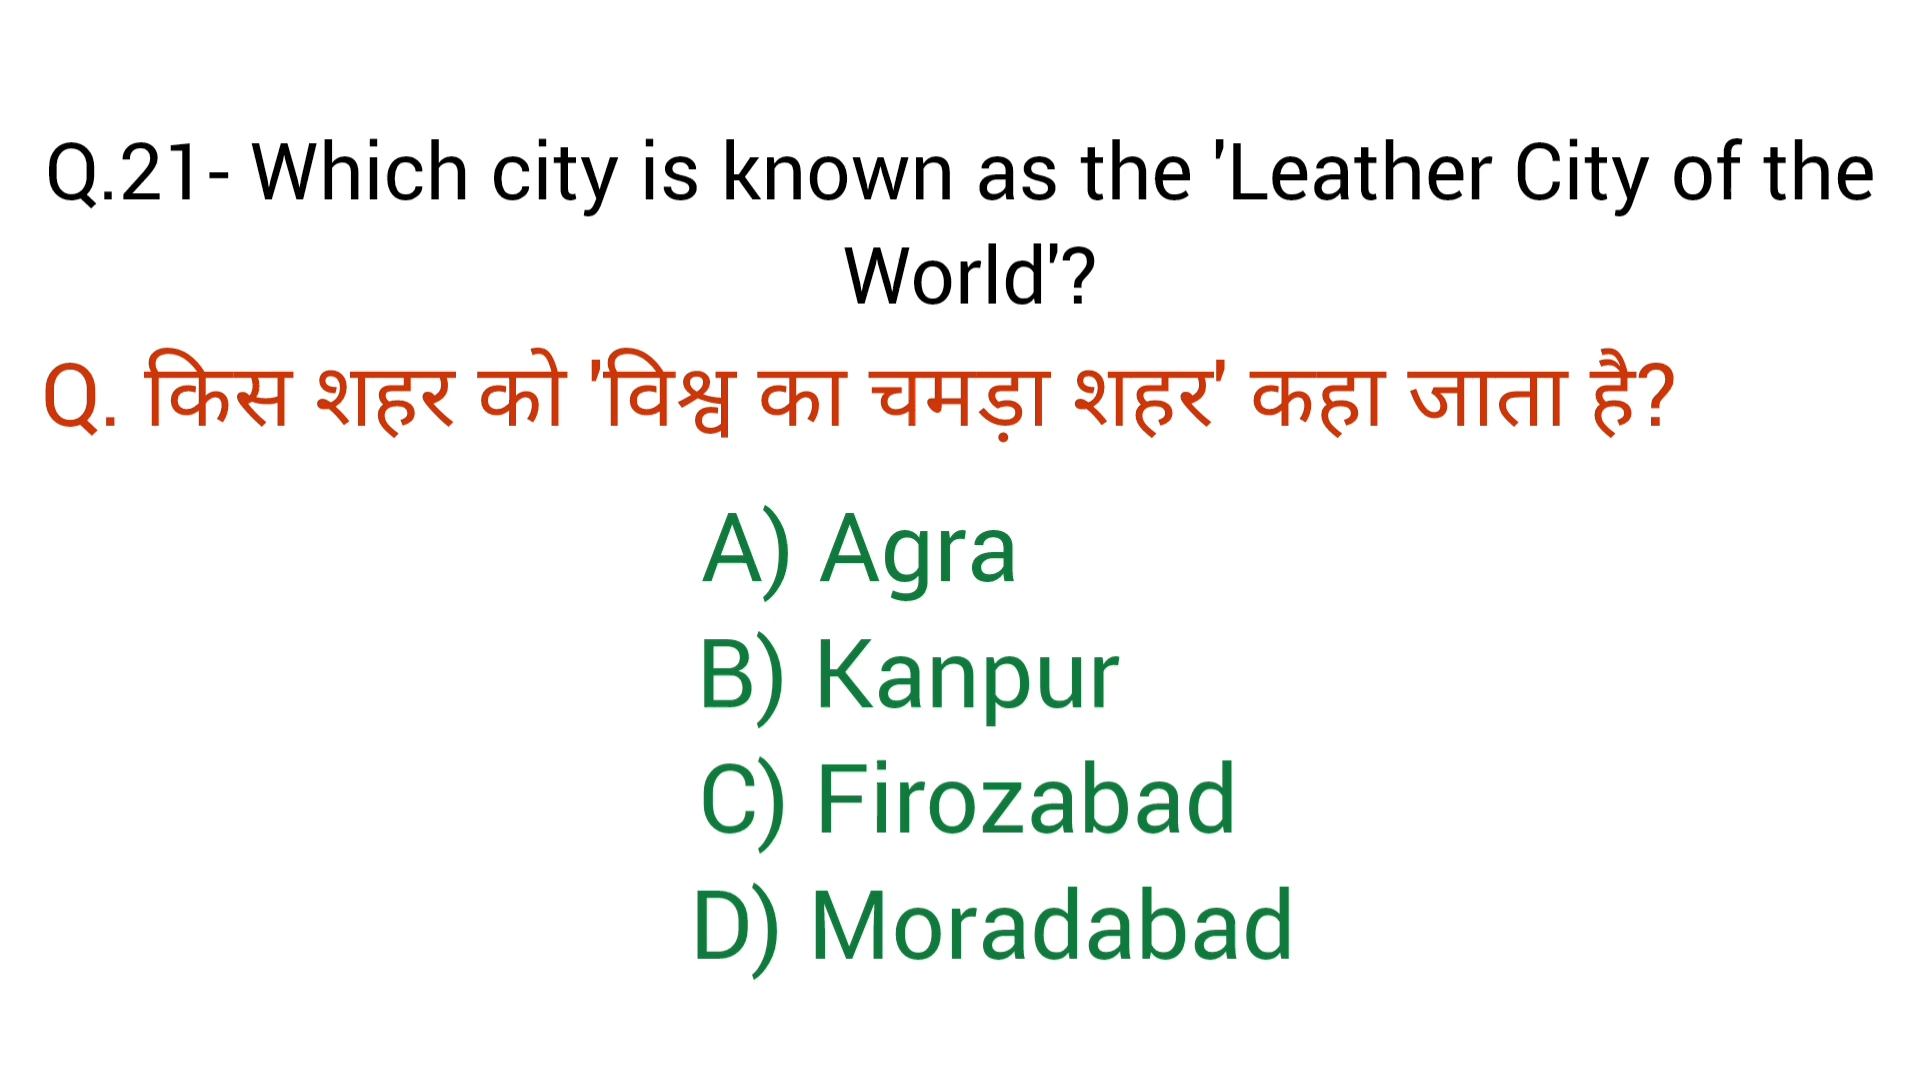 Q.21- Which city is known as the 'Leather City of the
World'?
Q. किस शहर को 'विश्व का चमड़ा शहर' कहा जाता है?
A) Agra
B) Kanpur
C) Firozabad
D) Moradabad